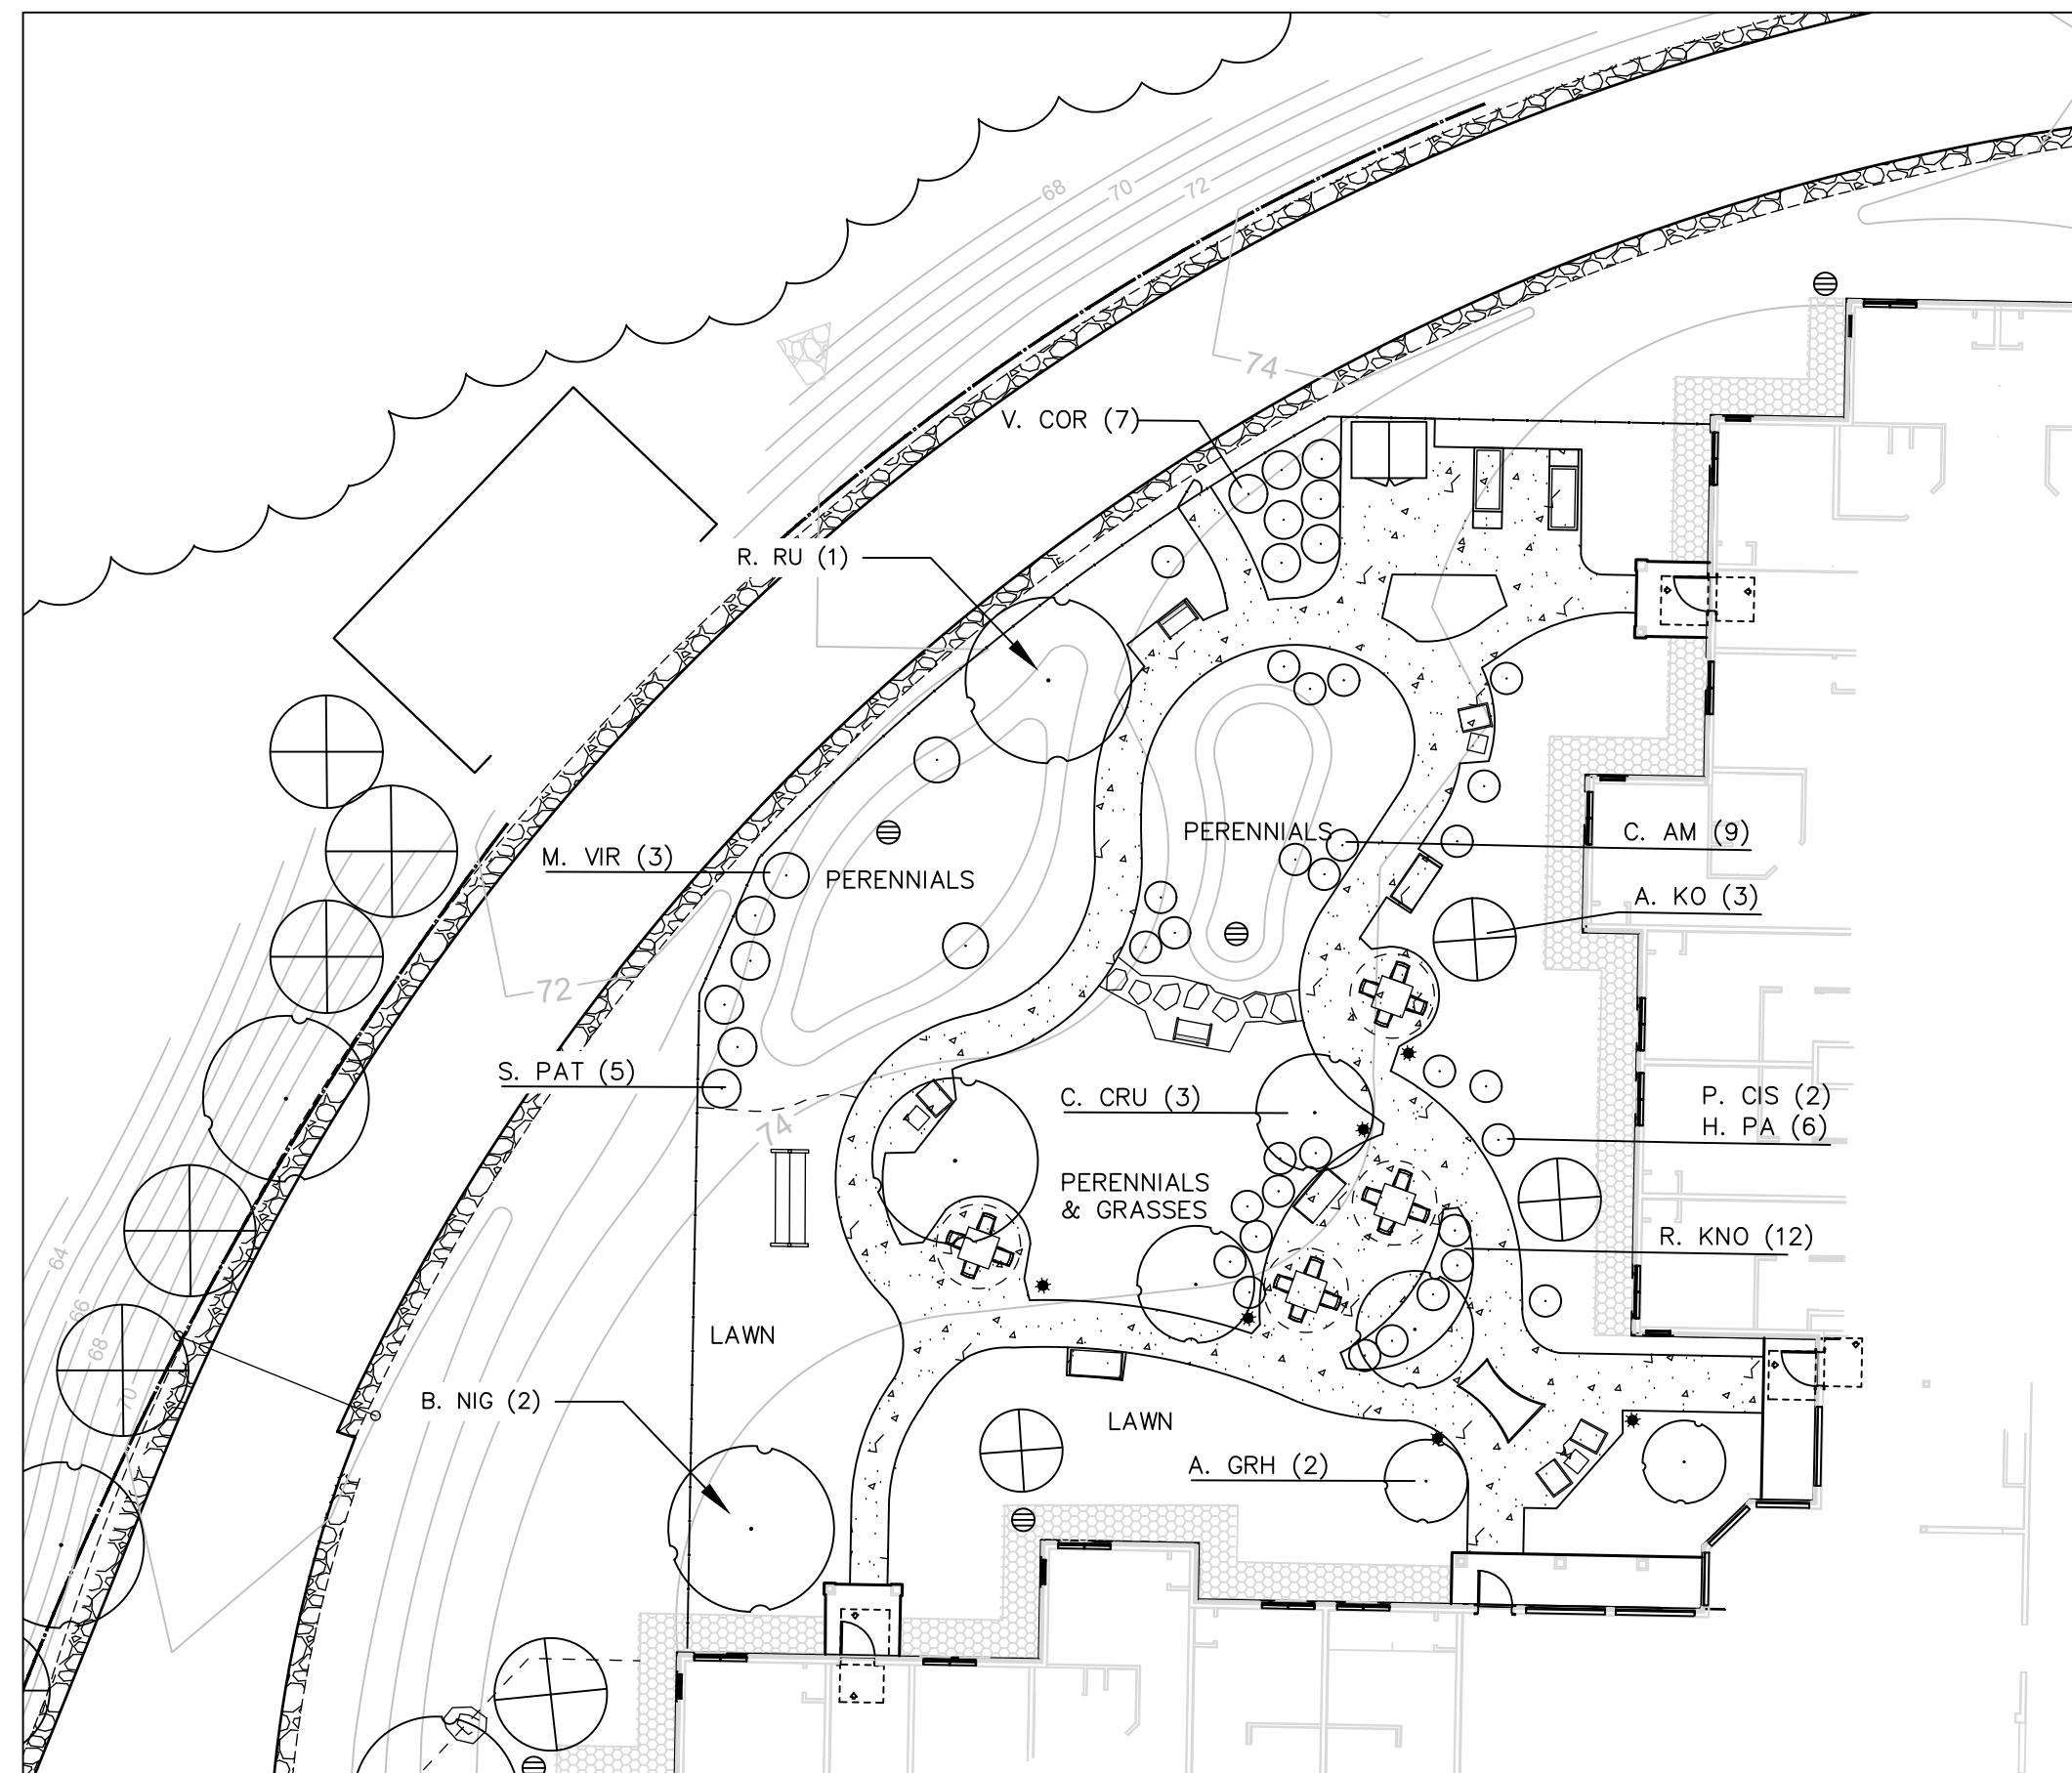 68
70
72
74
V. COR (7)
R. RU (1)
M. VIR (3)
PERENNIALS
PERENNIALS
C. AM (9)
A. KO (3)
72
S. PAT (5)
C. CRU (3)
P. CIS (2)
H. PA (6)
74
PERENNIALS
& GRASSES
R. KNO (12)
64
66
68
70
LAWN
B. NIG (2)
LAWN
A. GRH (2)